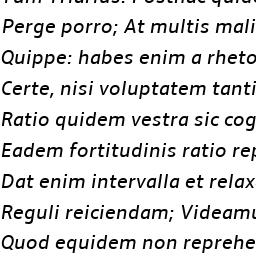 Perge porro; At multis mali
Quippe: habes enim a rheto
Certe, nisi voluptatem tanti
Ratio quidem vestra sic cog
Eadem fortitudinis ratio rep
Dat enim intervalla et relax
Reguli reiciendam; Videamu
Quod equidem non reprehe